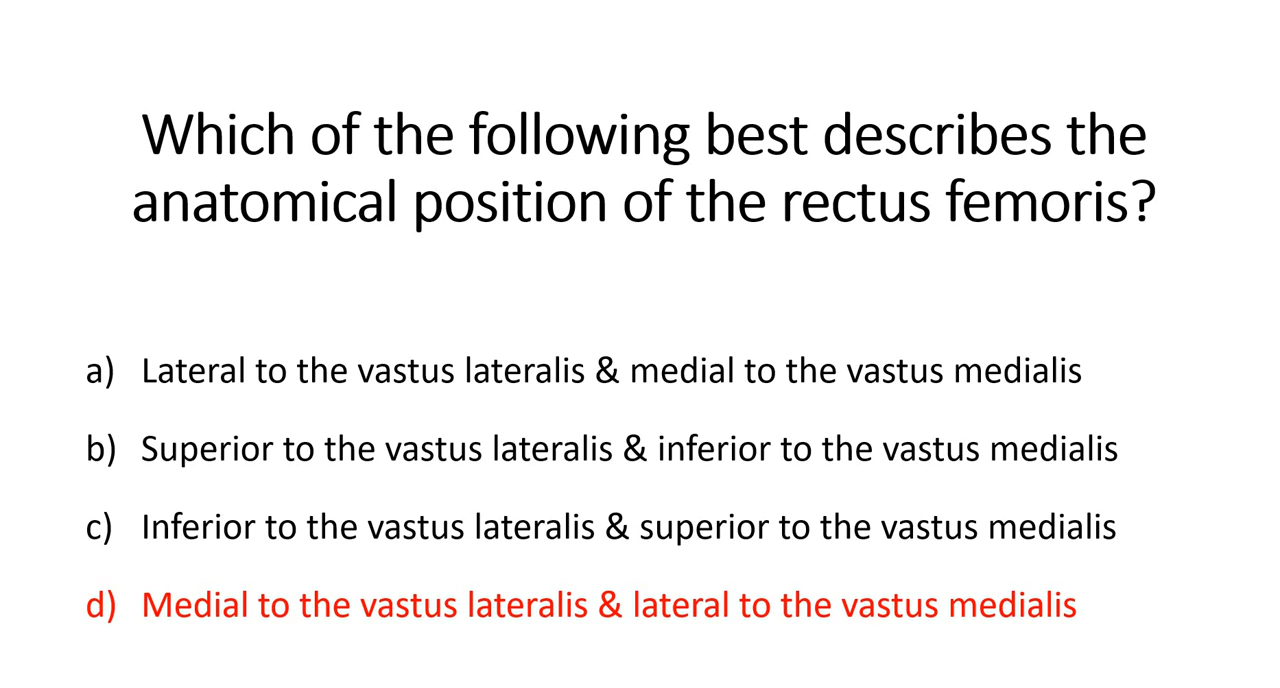 Which of the following best describes the
anatomical position of the rectus femoris?
a) Lateral to the vastus lateralis & medial to the vastus medialis
b) Superior to the vastus lateralis & inferior to the vastus medialis
c) Inferior to the vastus lateralis & superior to the vastus medialis
d) Medial to the vastus lateralis & lateral to the vastus medialis